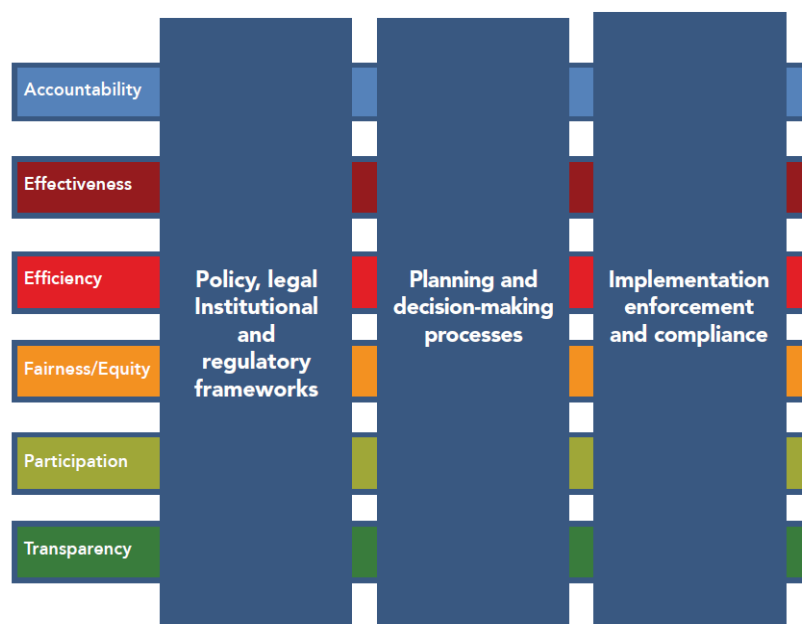 Accountability
Effectiveness
Efficiency
Fairness/Equity
Participation
Transparency
Policy, legal
Institutional
and
regulatory
frameworks
Planning and
decision-making
processes
Implementation
enforcement
and compliance